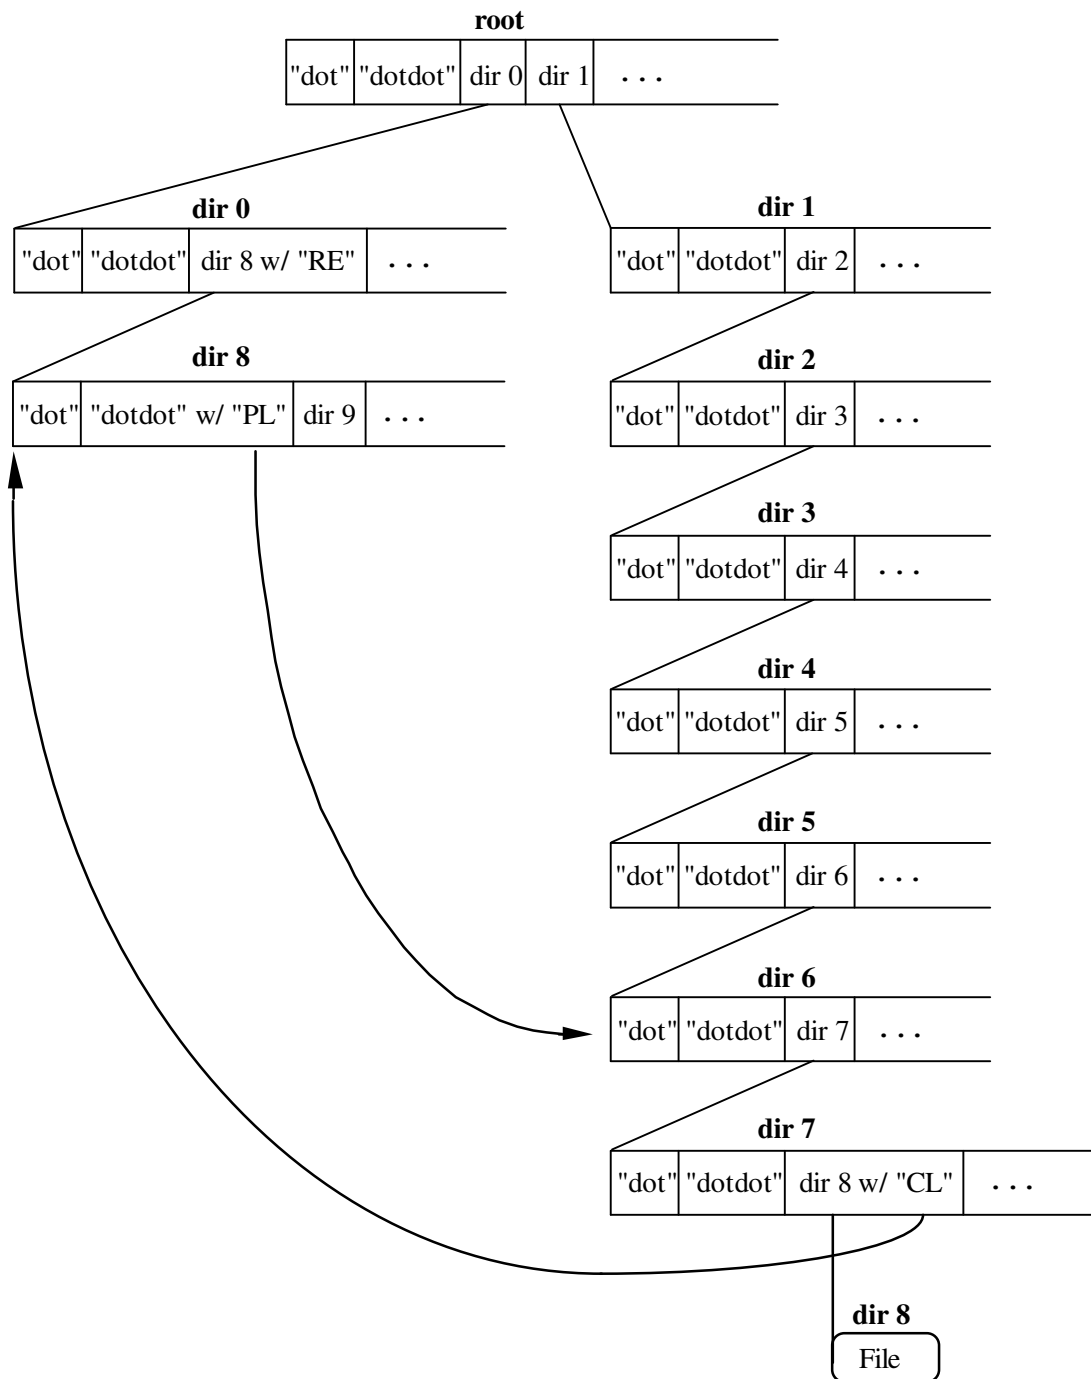 root
"dot" "dotdot" dir 0 dir 1 . . .
dir 0
"dot" "dotdot" dir 8 w/ "RE" . . .
dir 8
"dot" "dotdot" w/ "PL" dir 9 . . .
dir 1
"dot" "dotdot" dir 2 . . .
dir 2
"dot" "dotdot" dir 3 . . .
dir 3
"dot" "dotdot" dir 4 . . .
dir 4
"dot" "dotdot" dir 5 . . .
dir 5
"dot" "dotdot" dir 6 . . .
dir 6
"dot" "dotdot" dir 7 . . .
dir 7
"dot" "dotdot" dir 8 w/ "CL" . . .
dir 8
File